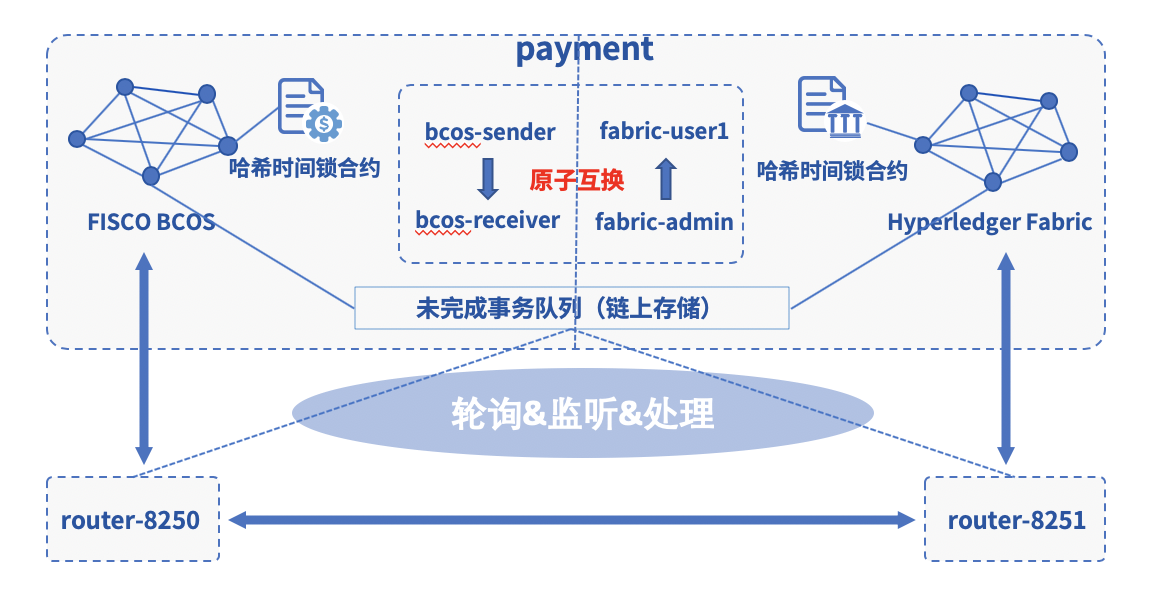 payment
bcos-sender
fabric-user1
哈希时间锁合约
原子互换
哈希时间锁合约
FISCO BCOS
bcos-receiver
fabric-admin
Hyperledger Fabric
未完成事务队列（链上存储）
轮询&监听&处理
router-8250
router-8251